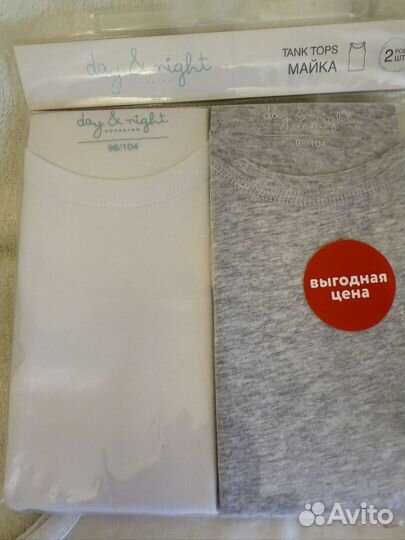 day & night
TANK TOPS
МАЙКА
2
day & night
98/104
day & night
98/104
выгодная
цена
Avito